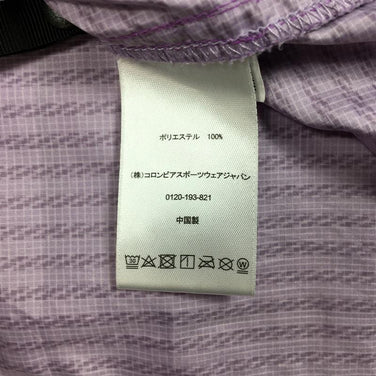 ポリエステル 100%
(株)コロンビアスポーツウェアジャパン
0120-193-821
中国製